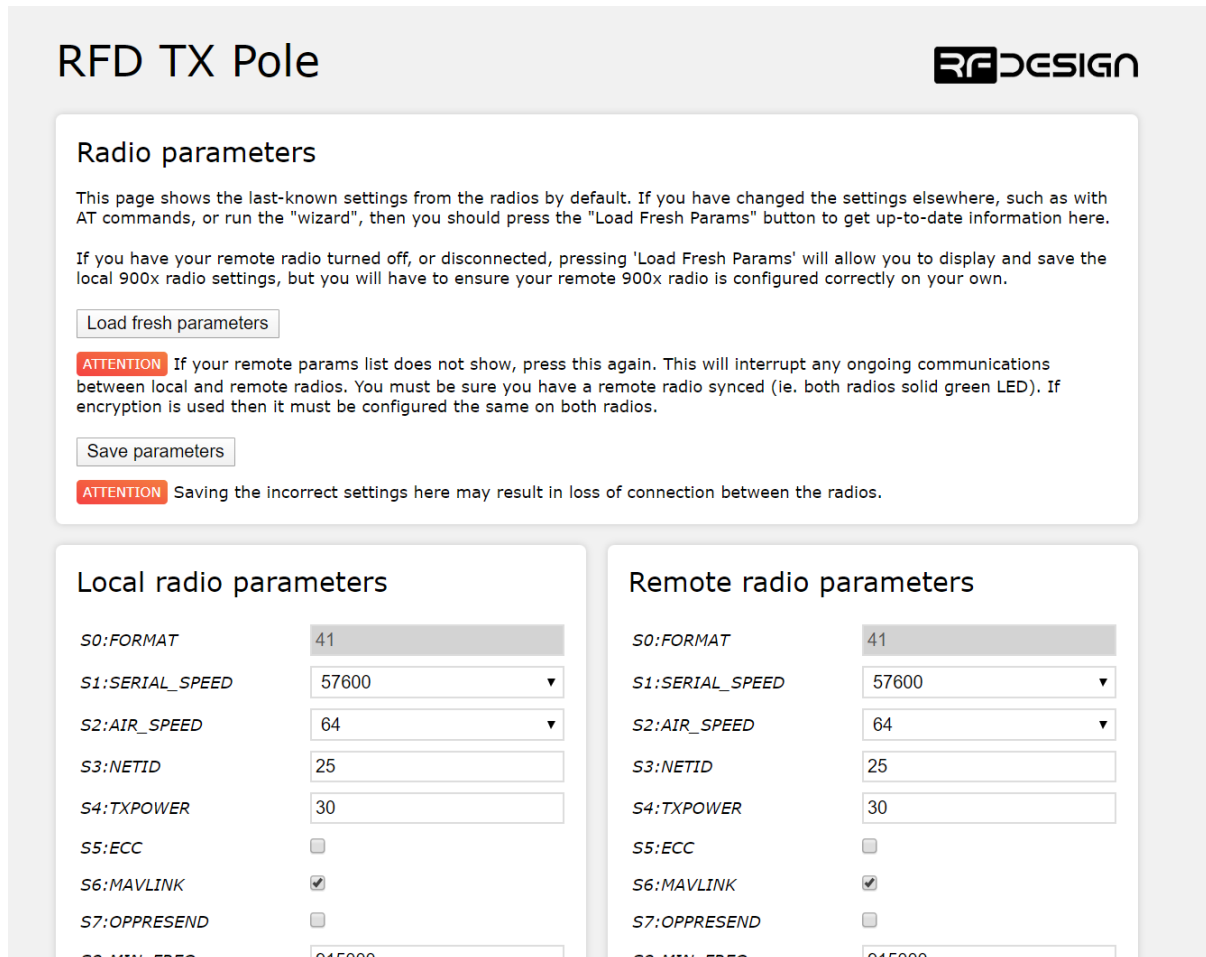 RFD TX Pole
RFDESIGN
Radio parameters
This page shows the last-known settings from the radios by default. If you have changed the settings elsewhere, such as with
AT commands, or run the "wizard", then you should press the "Load Fresh Params" button to get up-to-date information here.
If you have your remote radio turned off, or disconnected, pressing 'Load Fresh Params' will allow you to display and save the
local 900x radio settings, but you will have to ensure your remote 900x radio is configured correctly on your own.
Load fresh parameters
ATTENTION If your remote params list does not show, press this again. This will interrupt any ongoing communications
between local and remote radios. You must be sure you have a remote radio synced (ie. both radios solid green LED). If
encryption is used then it must be configured the same on both radios.
Save parameters
ATTENTION Saving the incorrect settings here may result in loss of connection between the radios.
Local radio parameters
S0:FORMAT 41
S1:SERIAL_SPEED 57600
S2:AIR_SPEED 64
S3:NETID 25
S4:TXPOWER 30
S5:ECC
S6:MAVLINK
S7:OPPRESEND
Remote radio parameters
S0:FORMAT 41
S1:SERIAL_SPEED 57600
S2:AIR_SPEED 64
S3:NETID 25
S4:TXPOWER 30
S5:ECC
S6:MAVLINK
S7:OPPRESEND